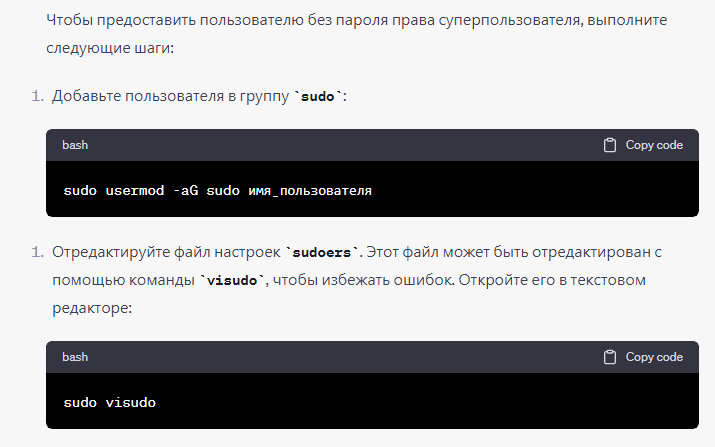 Чтобы предоставить пользователю без пароля права суперпользователя, выполните
следующие шаги:
1. Добавьте пользователя в группу `sudo`:
bash Copy code
sudo usermod -aG sudo имя_пользователя
1. Отредактируйте файл настроек `sudoers`. Этот файл может быть отредактирован с
помощью команды `visudo`, чтобы избежать ошибок. Откройте его в текстовом
редакторе:
bash Copy code
sudo visudo